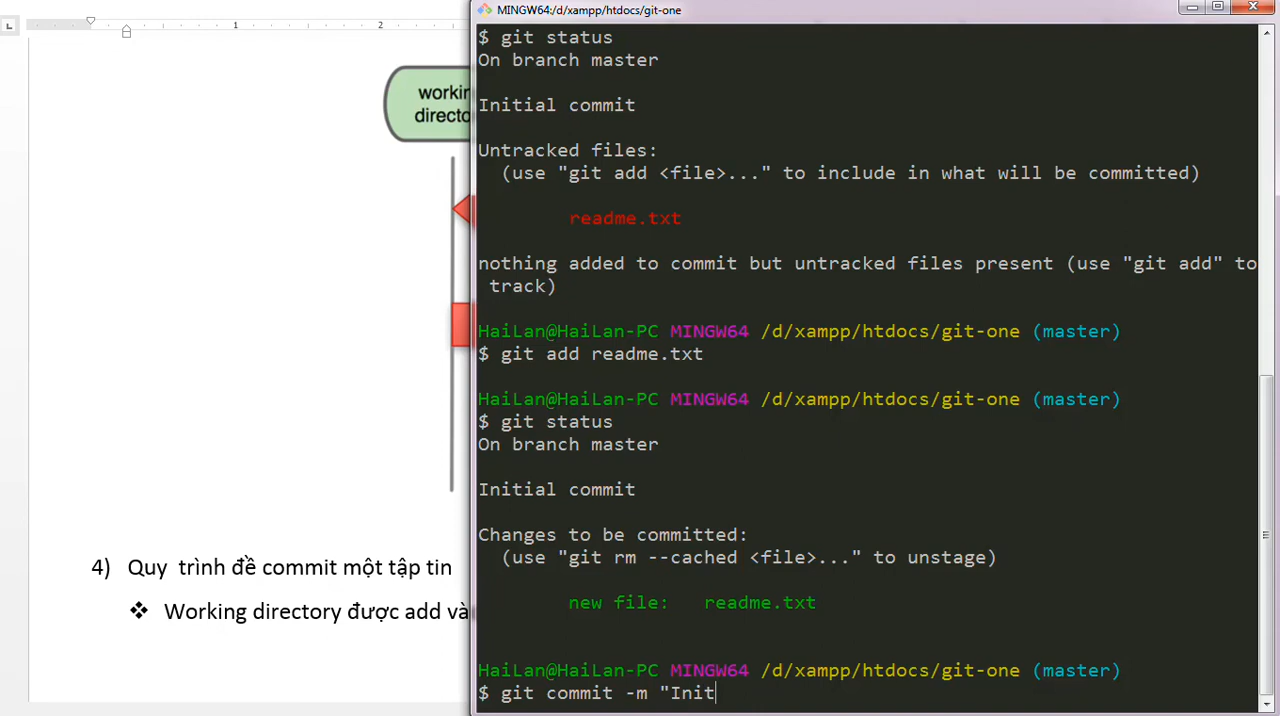 MINGW64:/d/xampp/htdocs/git-one
1
2
$ git status
On branch master
Initial commit
Untracked files:
(use "git add <file>..." to include in what will be committed)
readme.txt
nothing added to commit but untracked files present (use "git add" to
track)
HaiLan@HaiLan-PC MINGW64 /d/xampp/htdocs/git-one (master)
$ git add readme.txt
HaiLan@HaiLan-PC MINGW64 /d/xampp/htdocs/git-one (master)
$ git status
On branch master
Initial commit
Changes to be committed:
(use "git rm --cached <file>..." to unstage)
new file: readme.txt
HaiLan@HaiLan-PC MINGW64 /d/xampp/htdocs/git-one (master)
$ git commit -m "Init
workin
directo
4) Quy trình đề commit một tập tin
❖ Working directory được add và